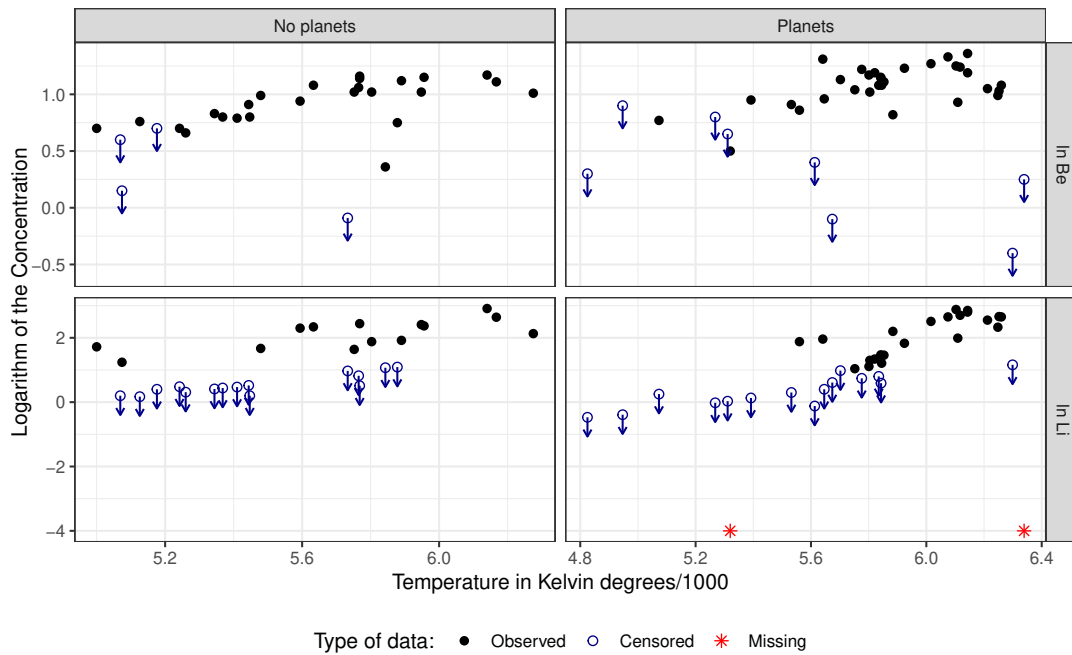 No planets
Planets
1.0
0.5
0.0
−0.5
ln Be
2
0
−2
−4
ln Li
Logarithm of the Concentration
5.2
5.6
6.0
4.8
5.2
5.6
6.0
6.4
Temperature in Kelvin degrees/1000
Type of data: Observed Censored Missing